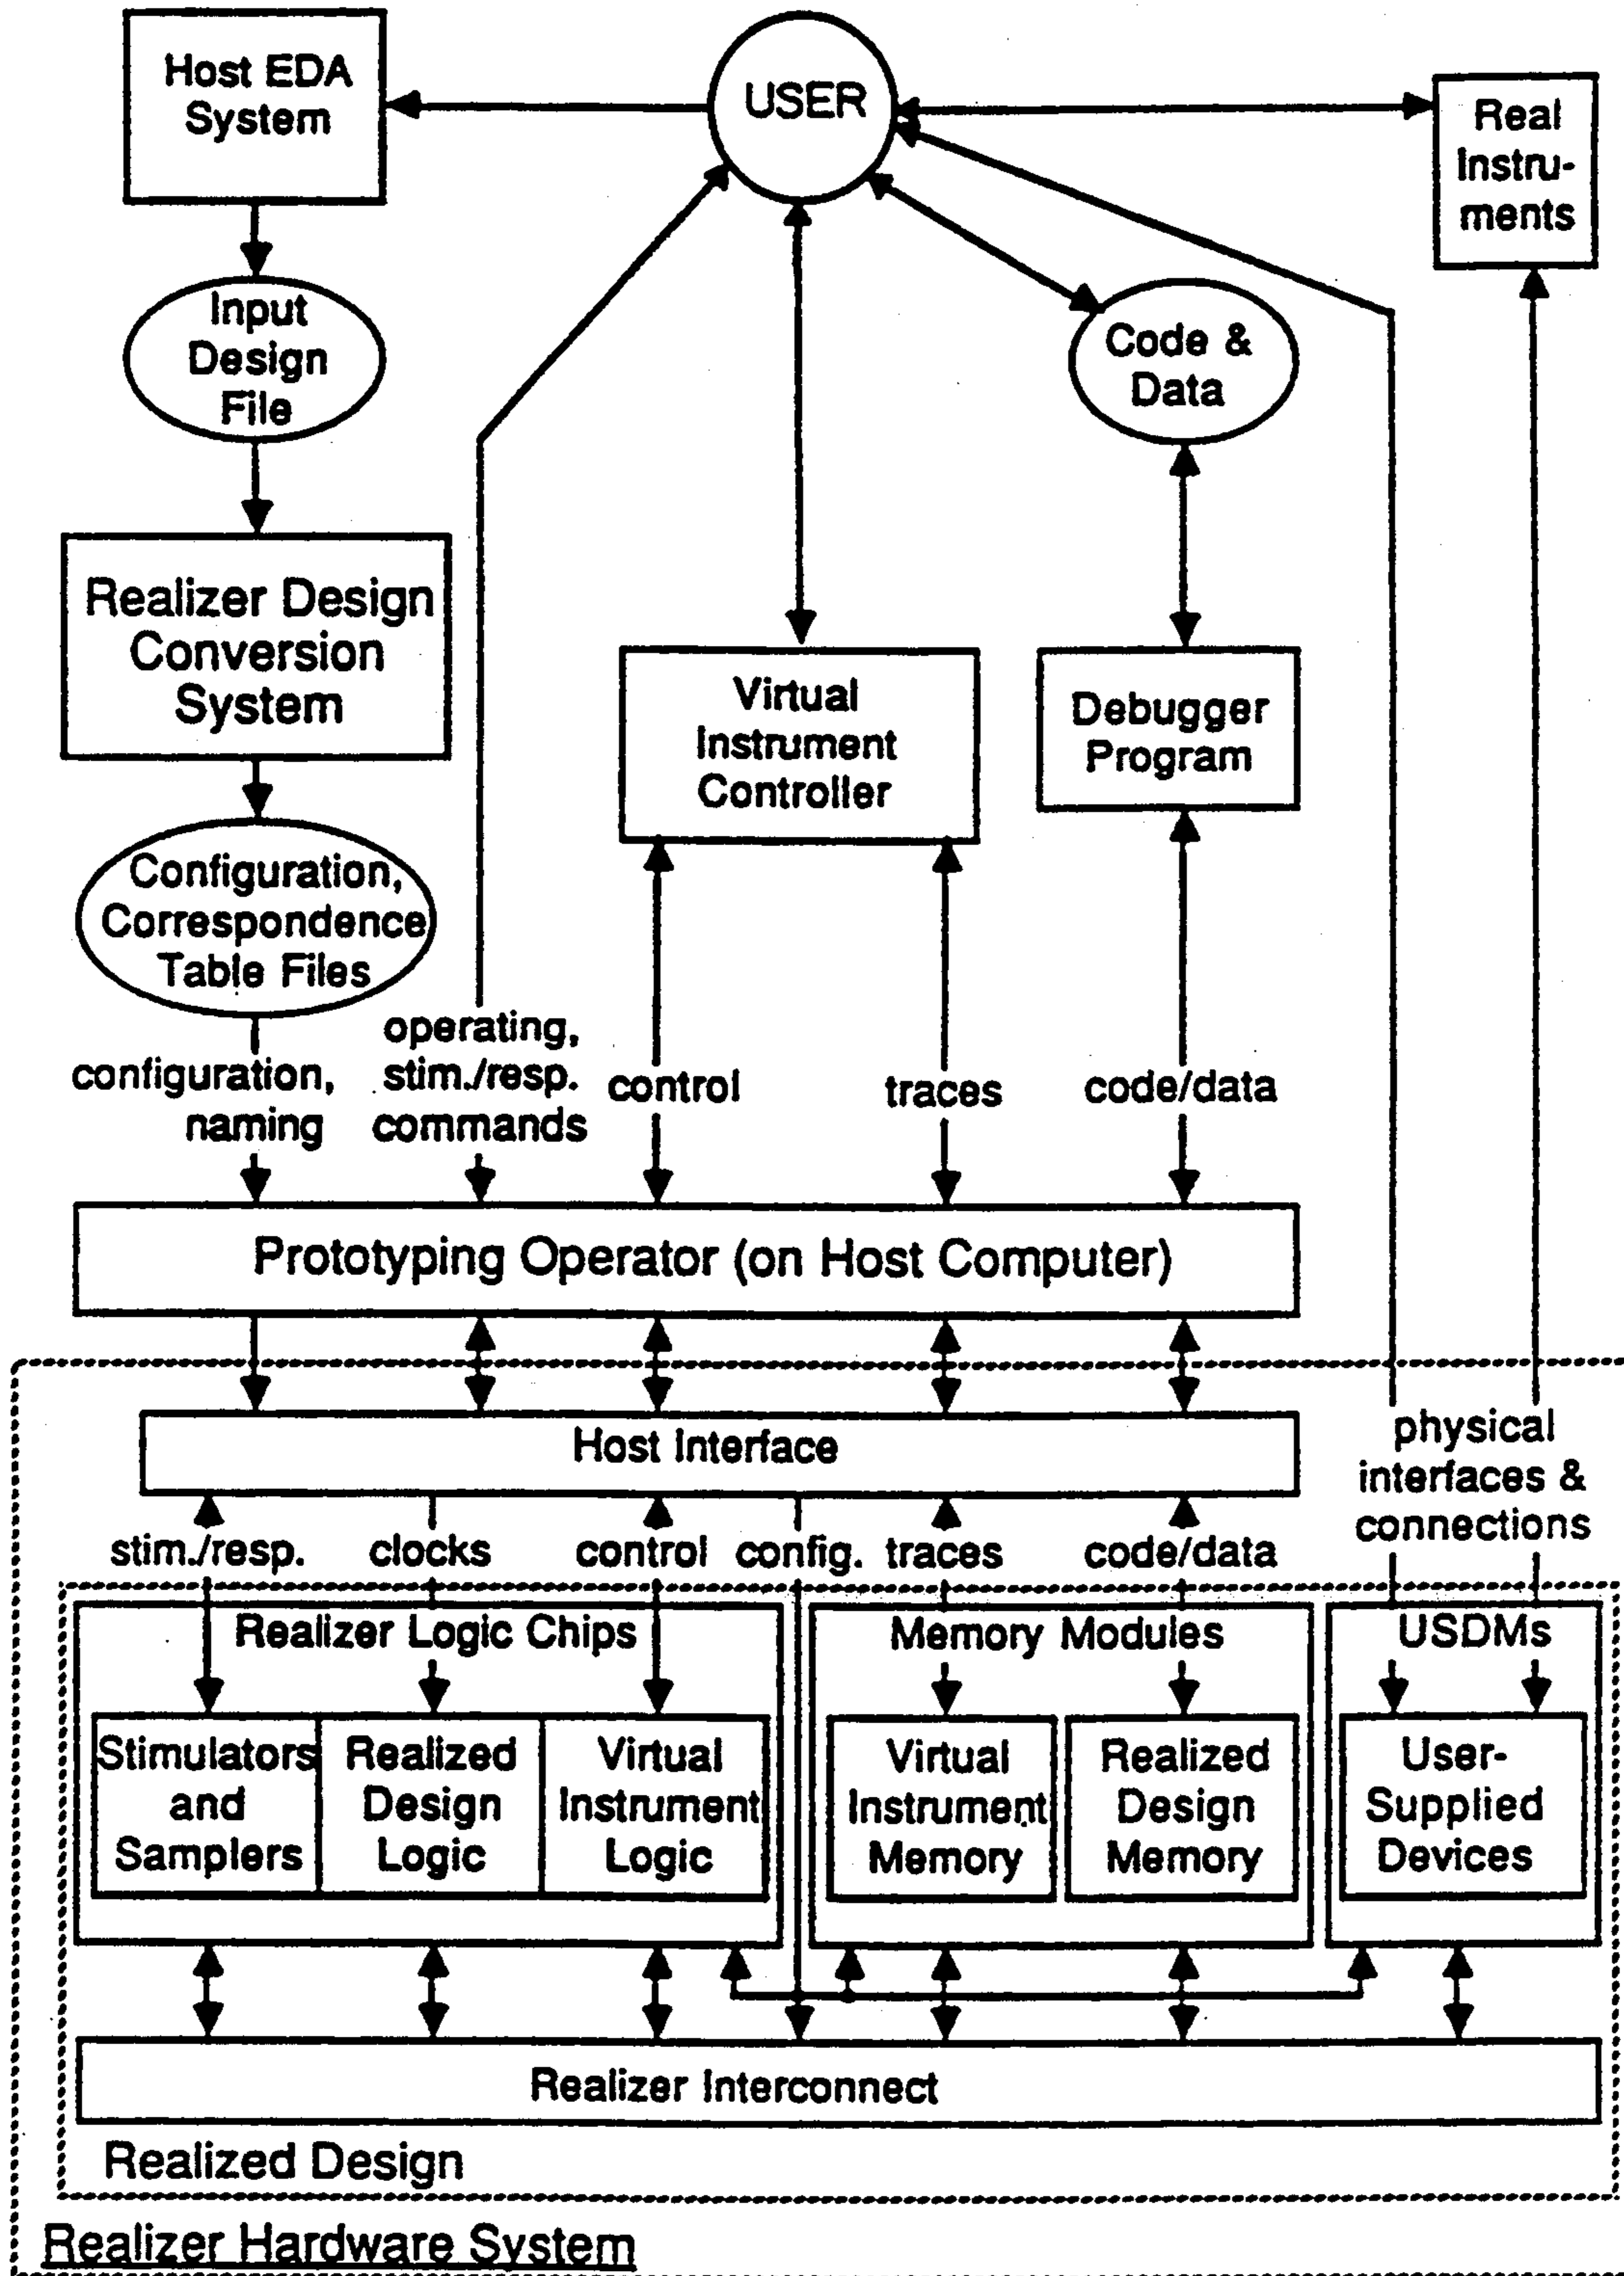 Host EDA
System
USER
Real
Instru-
ments
Input
Design
File
Code &
Data
Realizer Design
Conversion
System
Virtual
Instrument
Controller
Debugger
Program
Configuration,
Correspondence
Table Files
configuration,
naming
operating,
stim./resp.
commands
control
traces
code/data
Prototyping Operator (on Host Computer)
Host Interface
physical
interfaces &
connections
stim./resp.
clocks
control
config.
traces
code/data
Realizer Logic Chips
Memory Modules
USDMs
Stimulators
and
Samplers
Realized
Design
Logic
Virtual
Instrument
Logic
Virtual
Instrument
Memory
Realized
Design
Memory
User-
Supplied
Devices
Realizer Interconnect
Realized Design
Realizer Hardware System